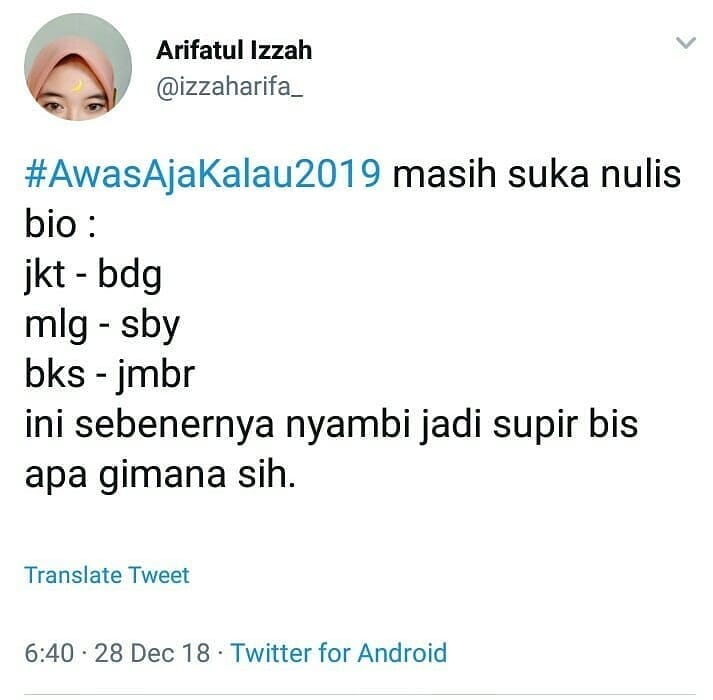 Arifatul Izzah
@izzaharifa_
#AwasAjaKalau2019 masih suka nulis
bio :
jkt - bdg
mlg - sby
bks - jmbr
ini sebenernya nyambi jadi supir bis
apa gimana sih.
Translate Tweet
6:40 · 28 Dec 18 · Twitter for Android